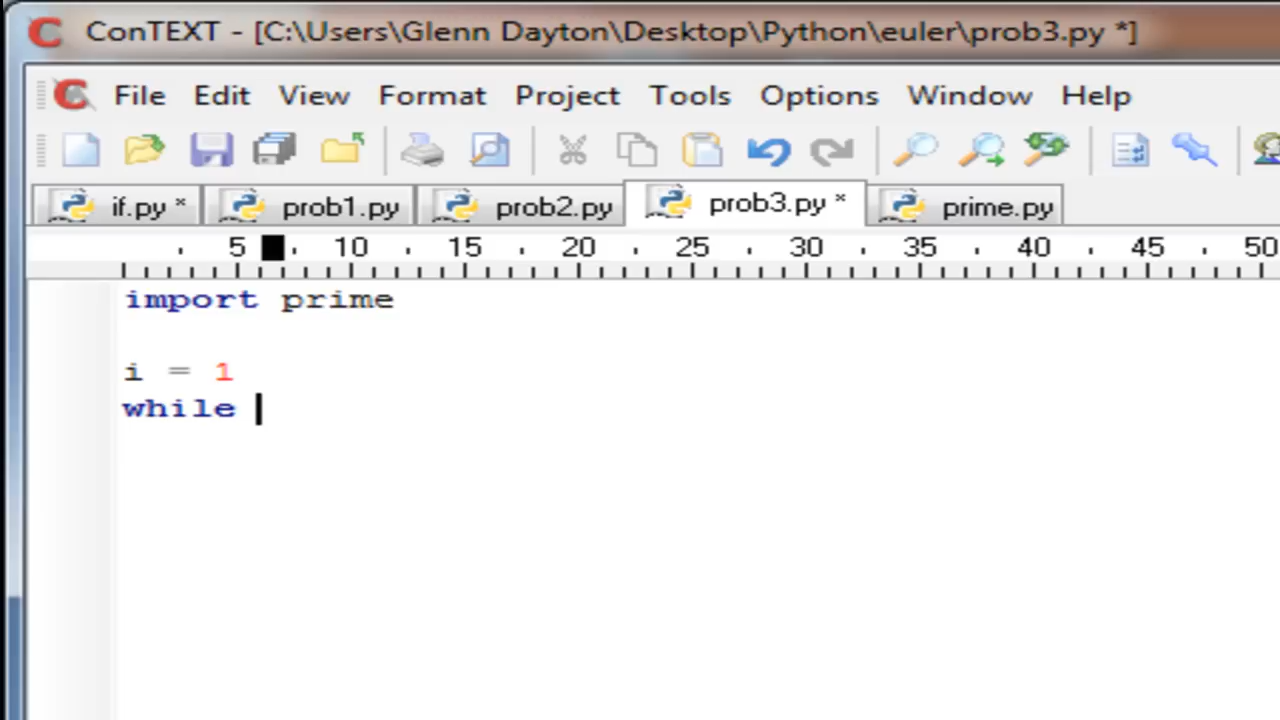 ConTEXT - [C:\Users\Glenn Dayton\Desktop\Python\euler\prob3.py *]
File Edit View Format Project Tools Options Window Help
if.py * prob1.py prob2.py prob3.py * prime.py
5 10 15 20 25 30 35 40 45 50
import prime
i = 1
while